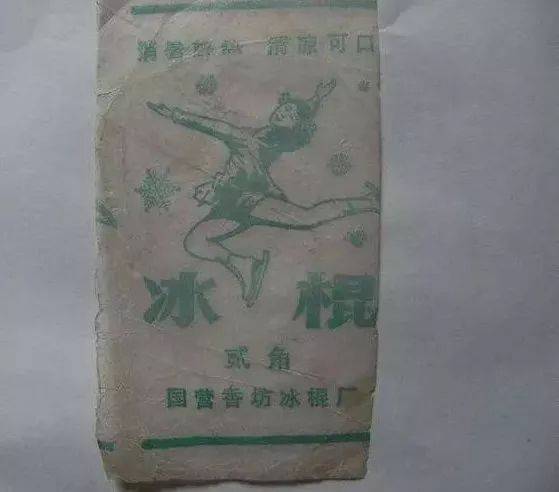 消暑解热 清凉可口
冰棍
贰角
国营香坊冰棍厂